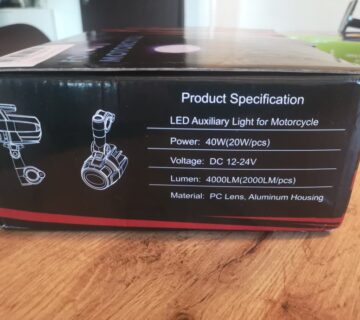 Product Specification
LED Auxiliary Light for Motorcycle
Power: 40W(20W/pcs)
Voltage: DC 12-24V
Lumen: 4000LM(2000LM/pcs)
Material: PC Lens, Aluminum Housing